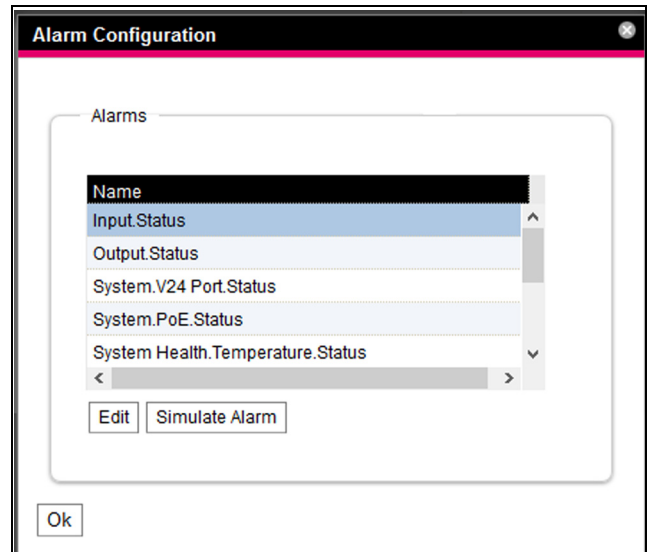 Alarm Configuration
Alarms
Name
Input.Status
Output.Status
System.V24 Port.Status
System.PoE.Status
System Health.Temperature.Status
Edit Simulate Alarm
Ok